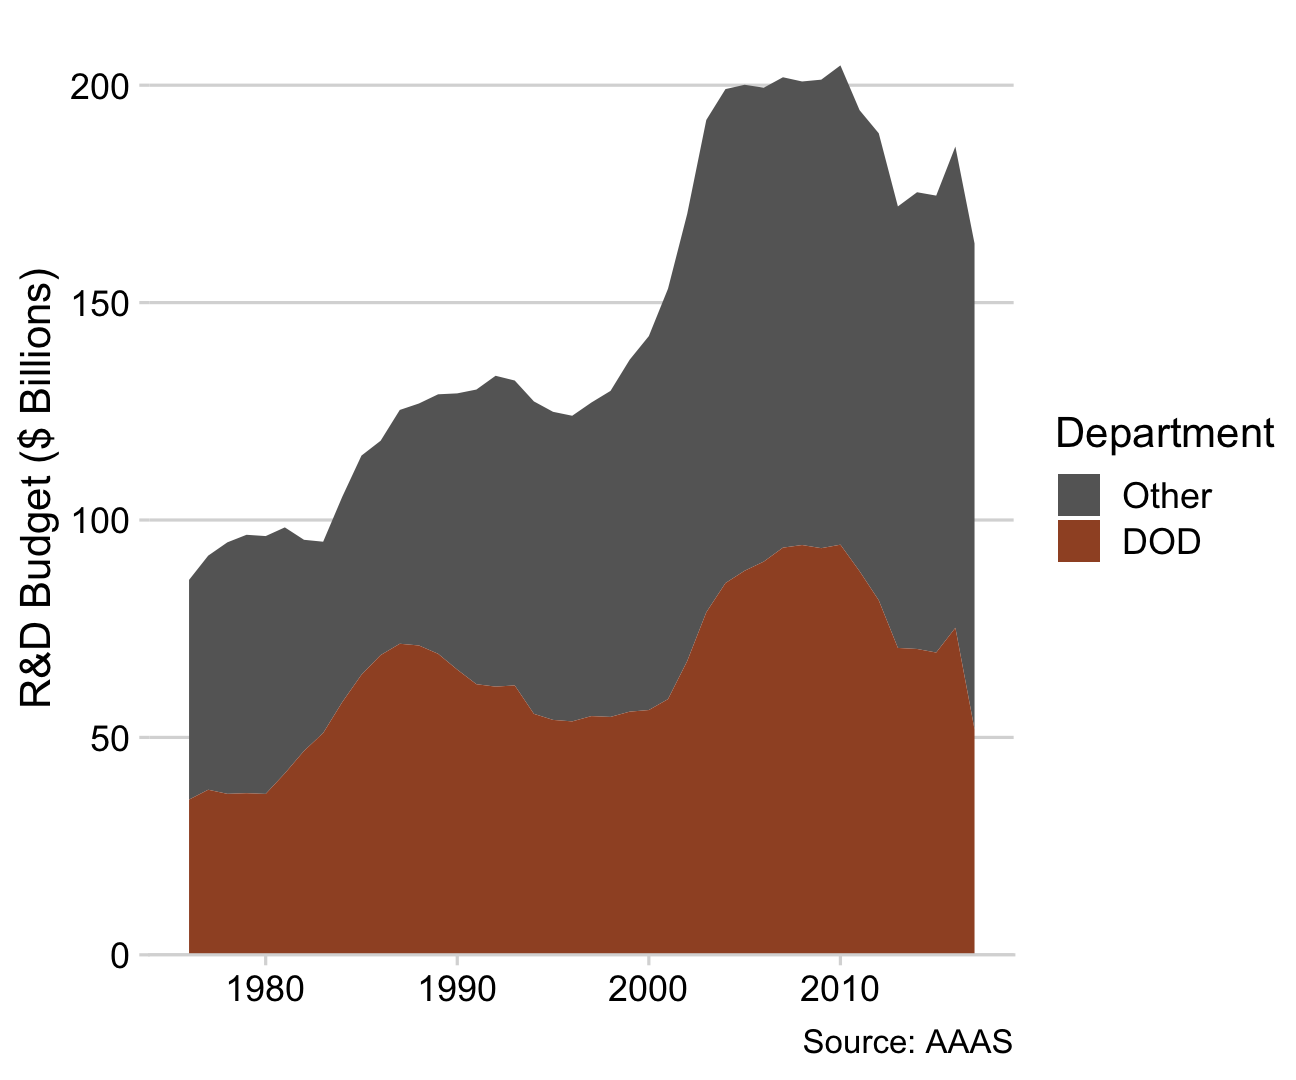 R&D Budget ($ Billions)
200
150
100
50
0
1980 1990 2000 2010
Department
Other
DOD
Source: AAAS